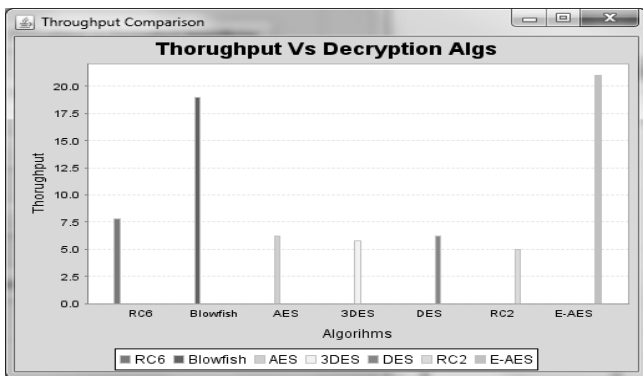 Throughput Comparison
Thorughput Vs Decryption Algs
Thorughput
20.0
17.5
15.0
12.5
10.0
7.5
5.0
2.5
0.0
RC6 Blowfish AES 3DES DES RC2 E-AES
Algorihms
RC6 Blowfish AES 3DES DES RC2 E-AES